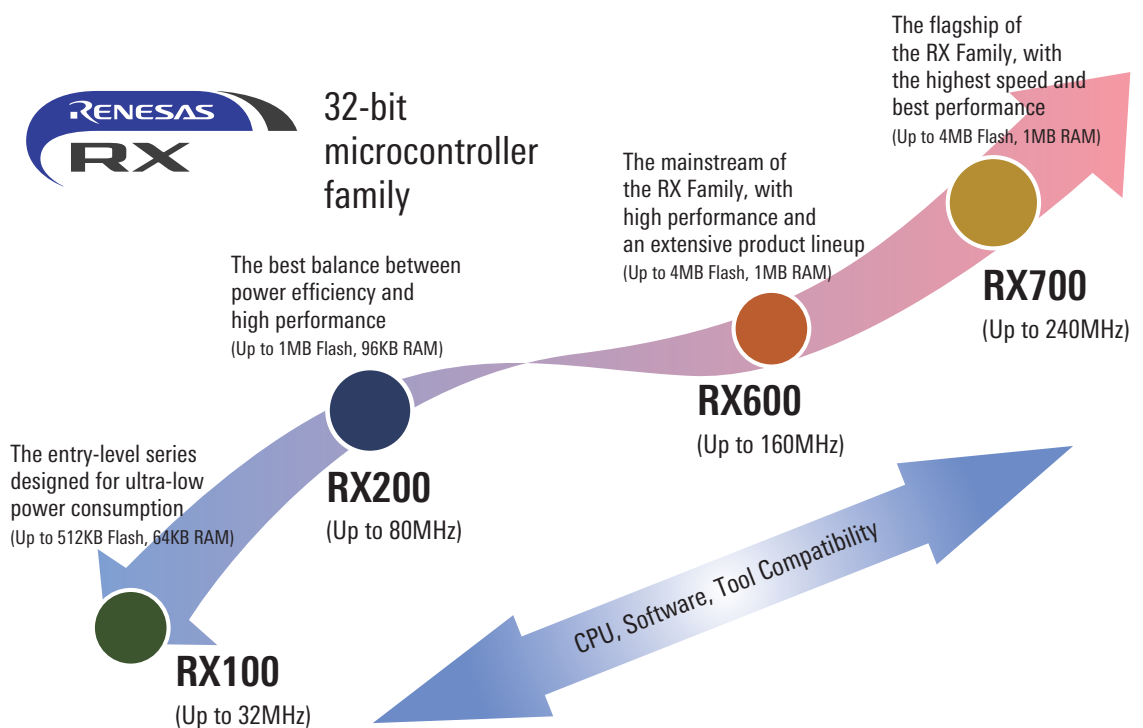 RENESAS
RX
32-bit
microcontroller
family
The flagship of
the RX Family, with
the highest speed and
best performance
(Up to 4MB Flash, 1MB RAM)
RX700
(Up to 240MHz)
The mainstream of
the RX Family, with
high performance and
an extensive product lineup
(Up to 4MB Flash, 1MB RAM)
RX600
(Up to 160MHz)
The best balance between
power efficiency and
high performance
(Up to 1MB Flash, 96KB RAM)
RX200
(Up to 80MHz)
The entry-level series
designed for ultra-low
power consumption
(Up to 512KB Flash, 64KB RAM)
RX100
(Up to 32MHz)
CPU, Software, Tool Compatibility